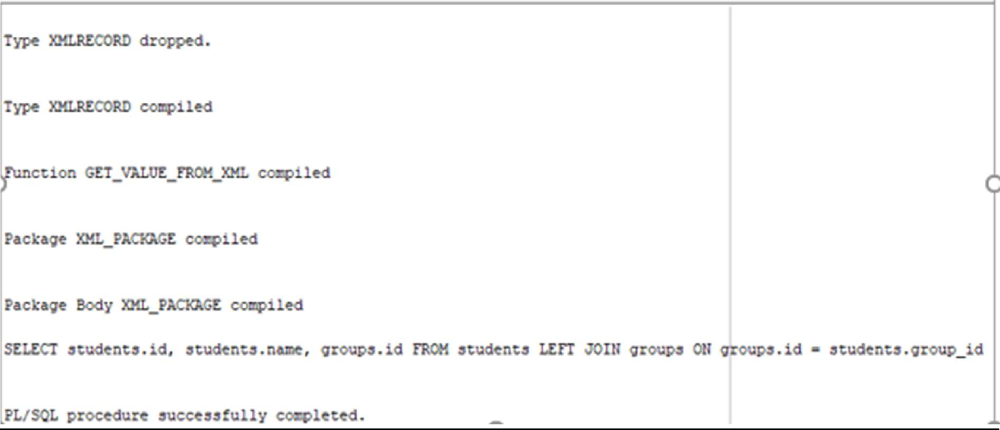 Type XMLRECORD dropped.
Type XMLRECORD compiled
Function GET_VALUE_FROM_XML compiled
Package XML_PACKAGE compiled
Package Body XML_PACKAGE compiled
SELECT students.id, students.name, groups.id FROM students LEFT JOIN groups ON groups.id = students.group_id
PL/SQL procedure successfully completed.